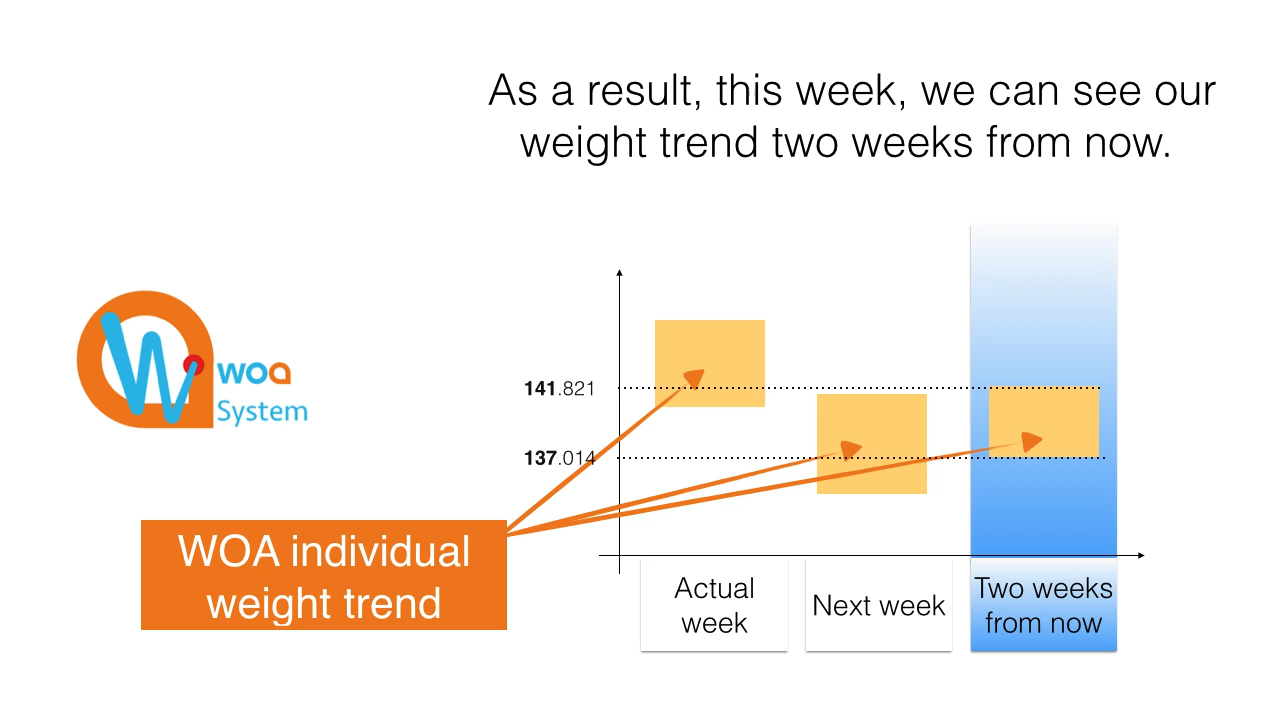 As a result, this week, we can see our
weight trend two weeks from now.
woa
System
141.821
137.014
WOA individual
weight trend
Actual
week
Next week
Two weeks
from now